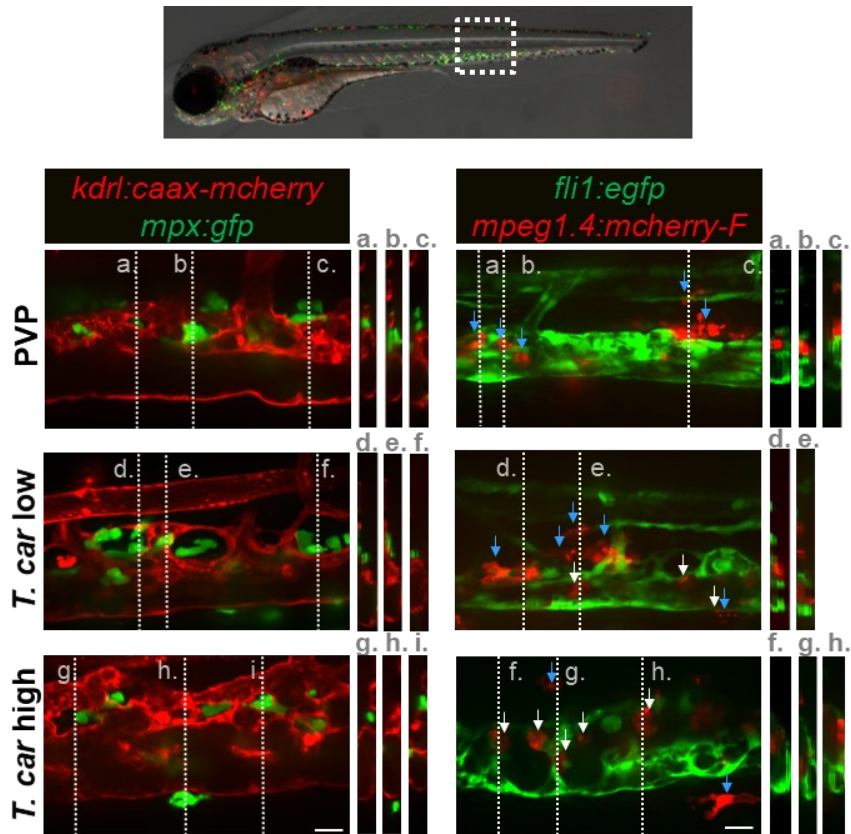 kdrl:caax-mcherry
mpx:gfp
fli1:egfp
mpeg1.4:mcherry-F
a. b. c.
a. b. c.
PVP
a. b. c.
a. b. c.
d. e. f.
d. e.
T. car low
d. e. f.
d. e.
g. h. i.
f. g. h.
T. car high
g. h. i.
f. g. h.